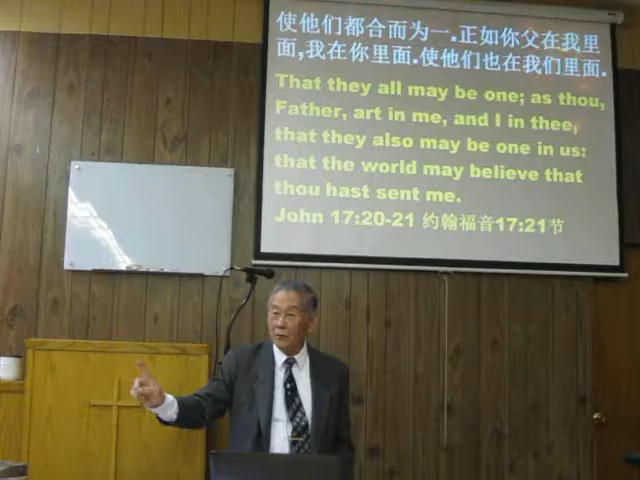 使他们都合而为一.正如你父在我里
面,我在你里面.使他们也在我们里面.
That they all may be one; as thou,
Father, art in me, and I in thee,
that they also may be one in us:
that the world may believe that
thou hast sent me.
John 17:20-21 约翰福音17:21节